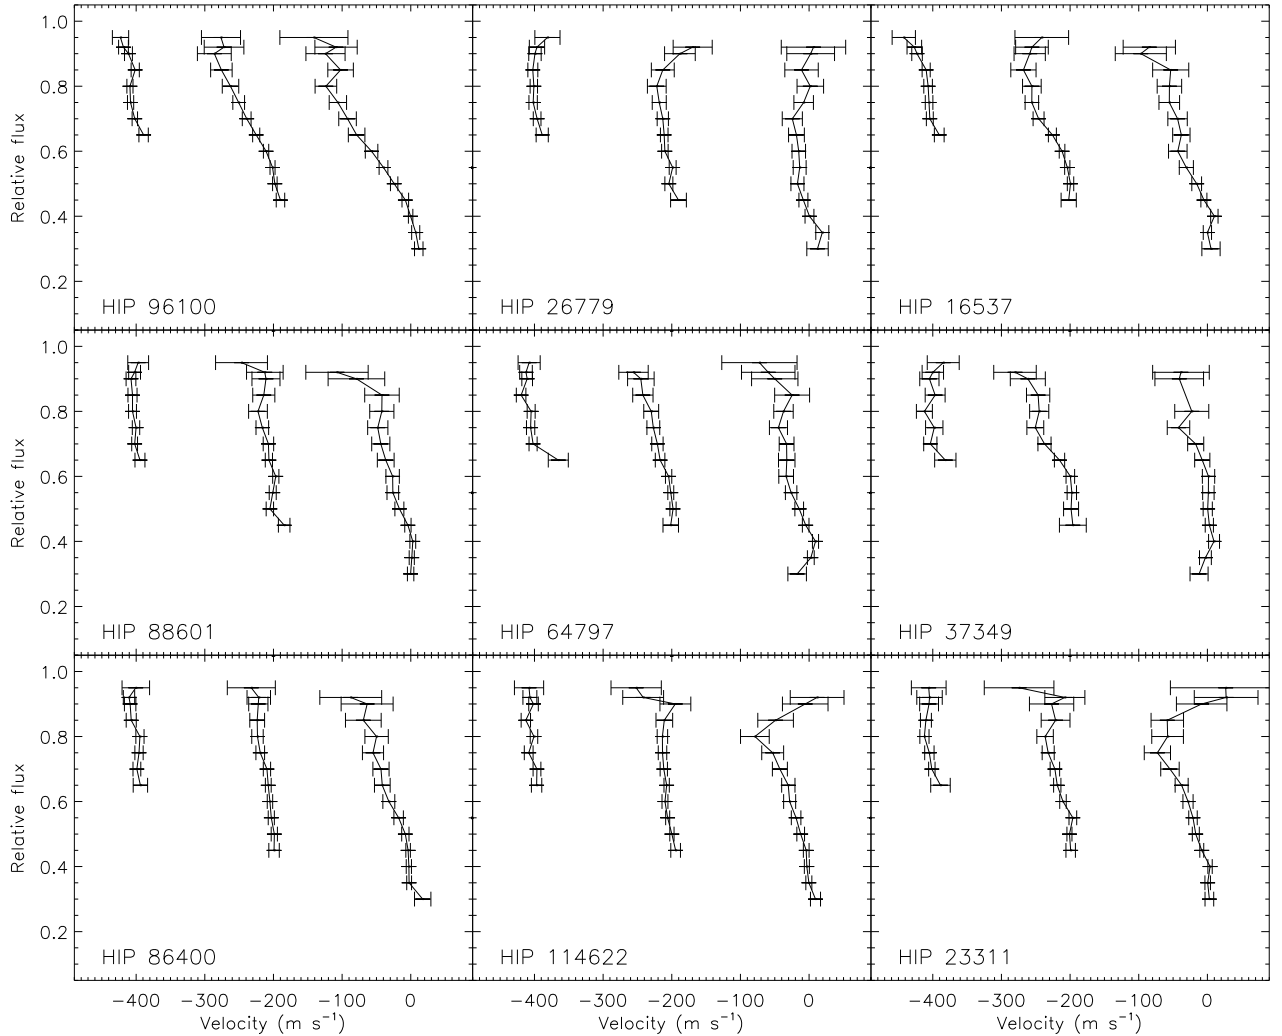 1.0
0.8
0.6
0.4
0.2
Relative flux
HIP 96100
HIP 26779
HIP 16537
1.0
0.8
0.6
0.4
0.2
Relative flux
HIP 88601
HIP 64797
HIP 37349
1.0
0.8
0.6
0.4
0.2
Relative flux
HIP 86400
HIP 114622
HIP 23311
−400 −300 −200 −100 0
−400 −300 −200 −100 0
−400 −300 −200 −100 0
Velocity (m s⁻¹)
Velocity (m s⁻¹)
Velocity (m s⁻¹)